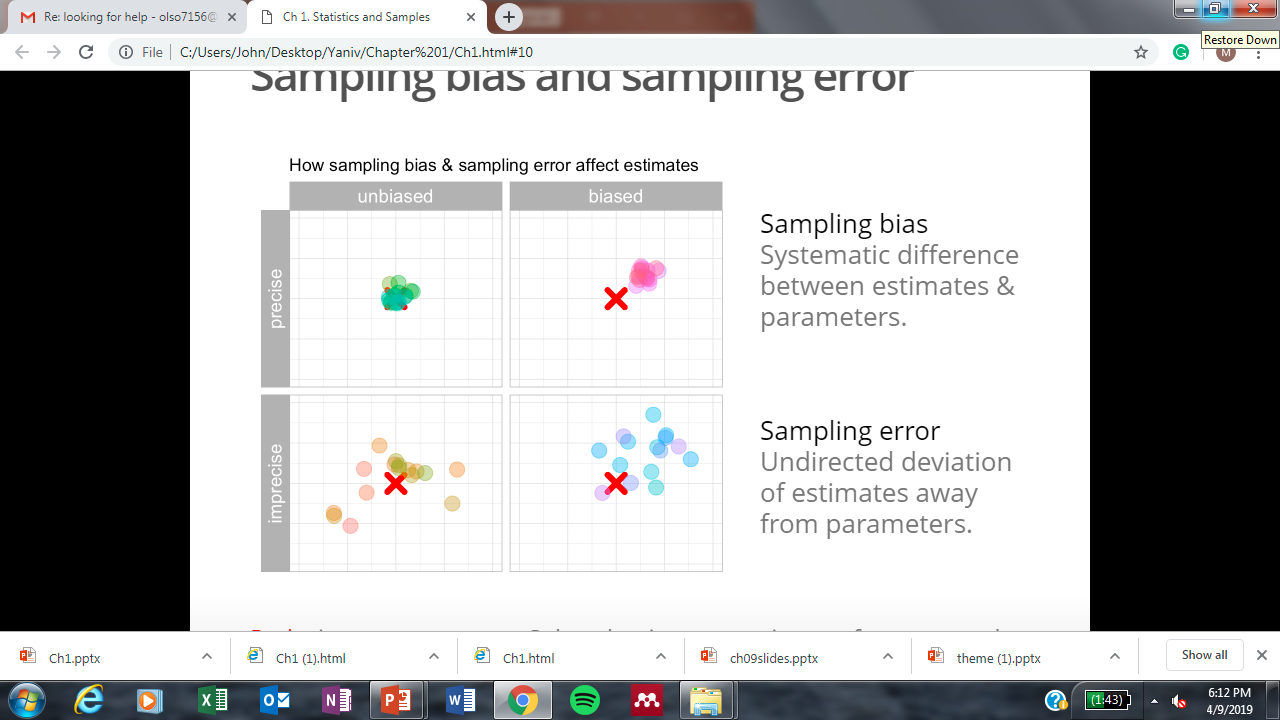 Re: looking for help - olso7156@
Ch 1. Statistics and Samples
Restore Down
File
C:/Users/John/Desktop/Yaniv/Chapter%201/Ch1.html#10
M
Sampling bias and sampling error
How sampling bias & sampling error affect estimates
unbiased
biased
precise
imprecise
Sampling bias
Systematic difference
between estimates &
parameters.
Sampling error
Undirected deviation
of estimates away
from parameters.
Ch1.pptx
Ch1 (1).html
Ch1.html
ch09slides.pptx
theme (1).pptx
Show all
(1:43)
6:12 PM
4/9/2019